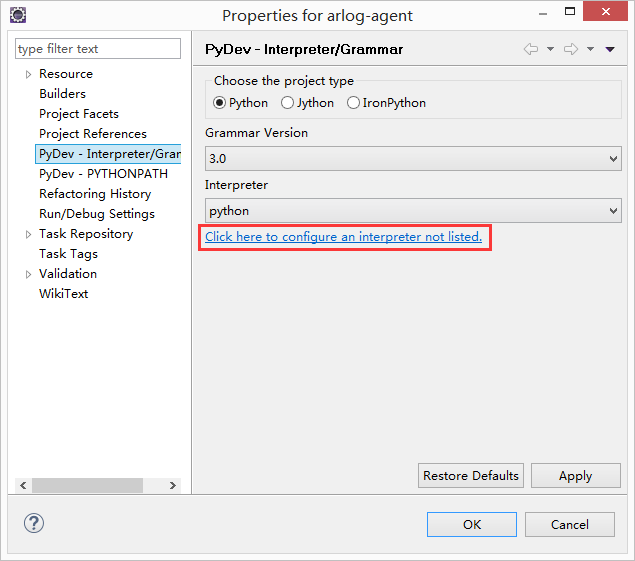 Properties for arlog-agent
type filter text
Resource
Builders
Project Facets
Project References
PyDev - Interpreter/Gran
PyDev - PYTHONPATH
Refactoring History
Run/Debug Settings
Task Repository
Task Tags
Validation
WikiText
PyDev - Interpreter/Grammar
Choose the project type
Python Jython IronPython
Grammar Version
3.0
Interpreter
python
Click here to configure an interpreter not listed.
Restore Defaults Apply
? OK Cancel